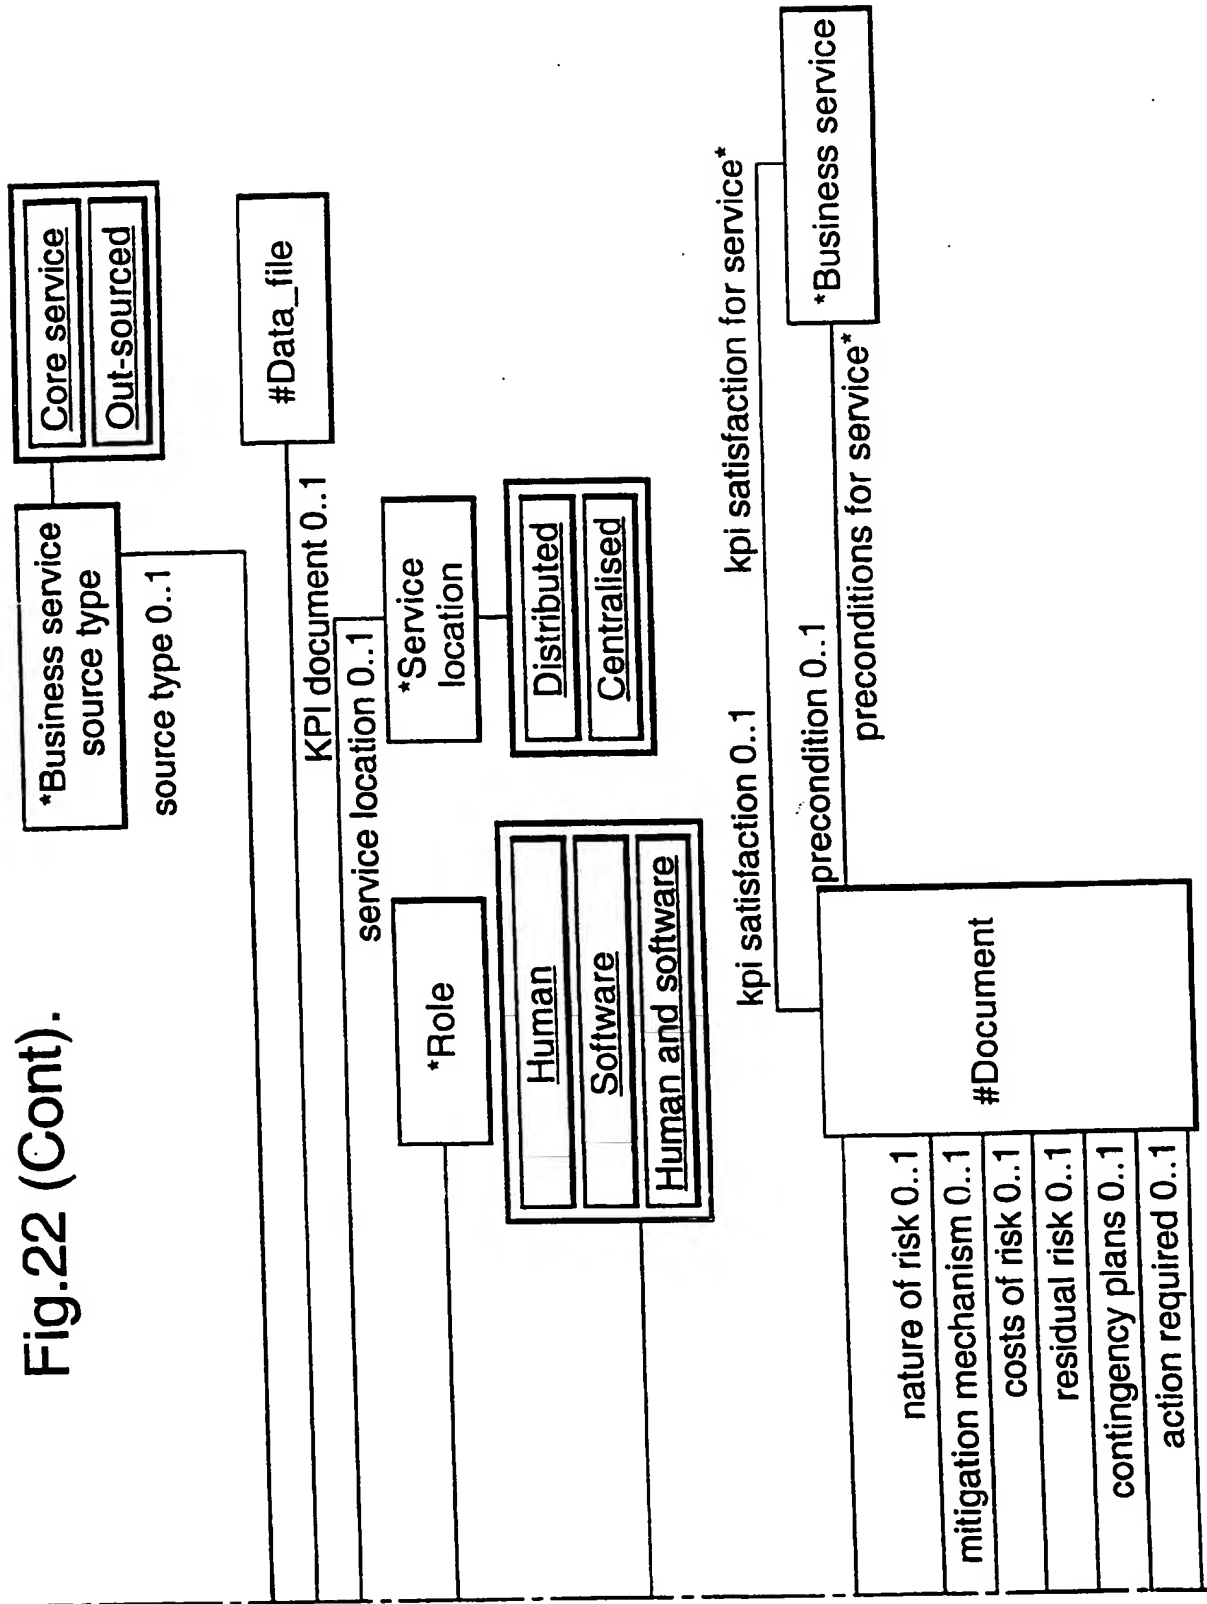 Fig.22 (Cont).
*Business service
source type
Core service
Out-sourced
source type 0..1
#Data_file
KPI document 0..1
service location 0..1
*Role
*Service
location
Human
Software
Human and software
Distributed
Centralised
kpi satisfaction 0..1
kpi satisfaction for service*
precondition 0..1
preconditions for service*
*Business service
#Document
nature of risk 0..1
mitigation mechanism 0..1
costs of risk 0..1
residual risk 0..1
contingency plans 0..1
action required 0..1